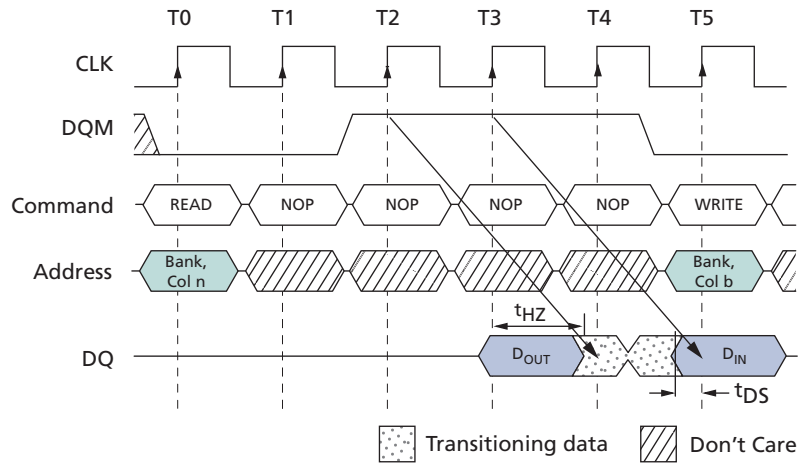 T0 T1 T2 T3 T4 T5
CLK
DQM
Command READ NOP NOP NOP NOP WRITE
Address Bank, Col n Bank, Col b
tHZ
DQ DOUT DIN
tDS
Transitioning data Don't Care